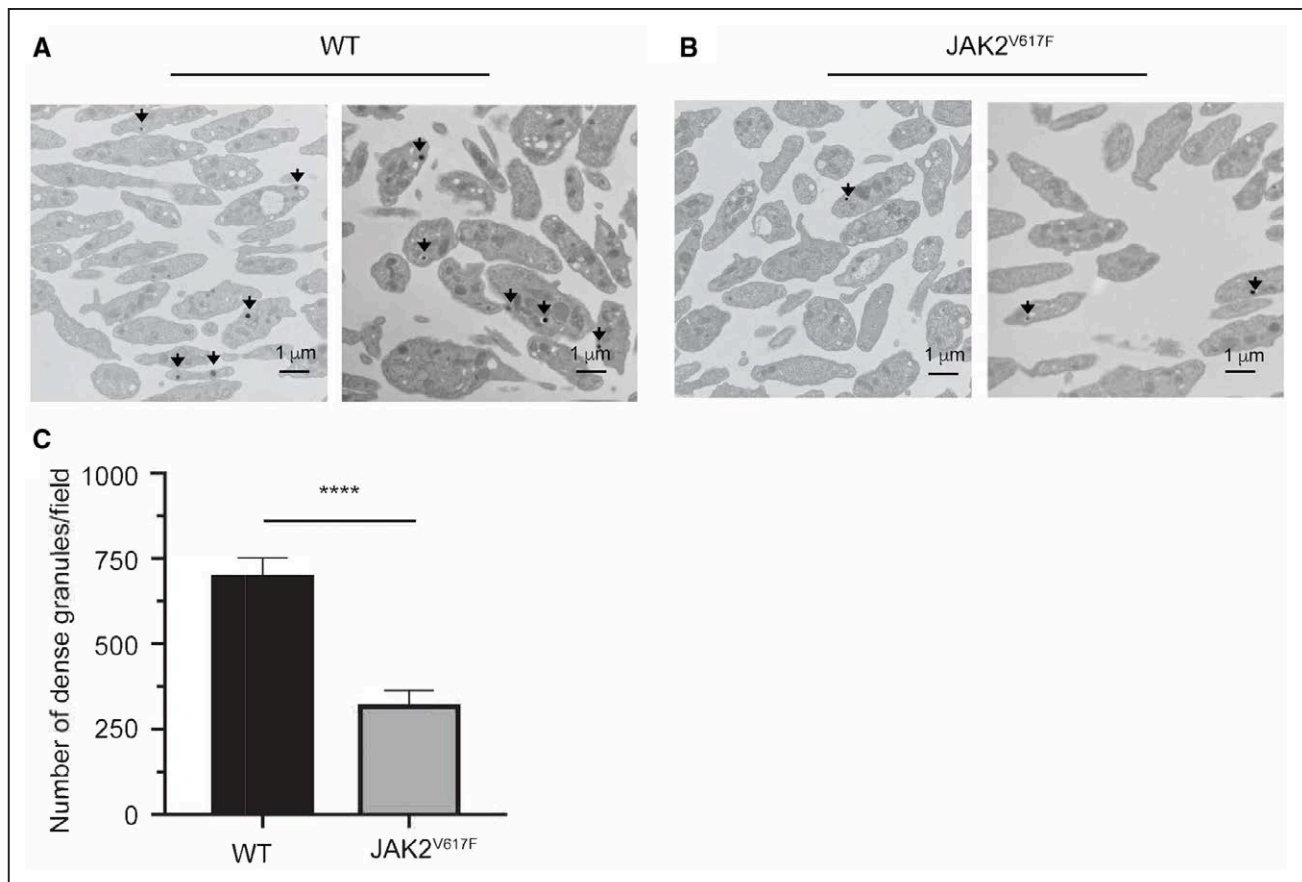 A
WT
B
JAK2V617F
1 μm
1 μm
1 μm
1 μm
C
Number of dense granules/field
1000
750
500
250
0
****
WT
JAK2V617F